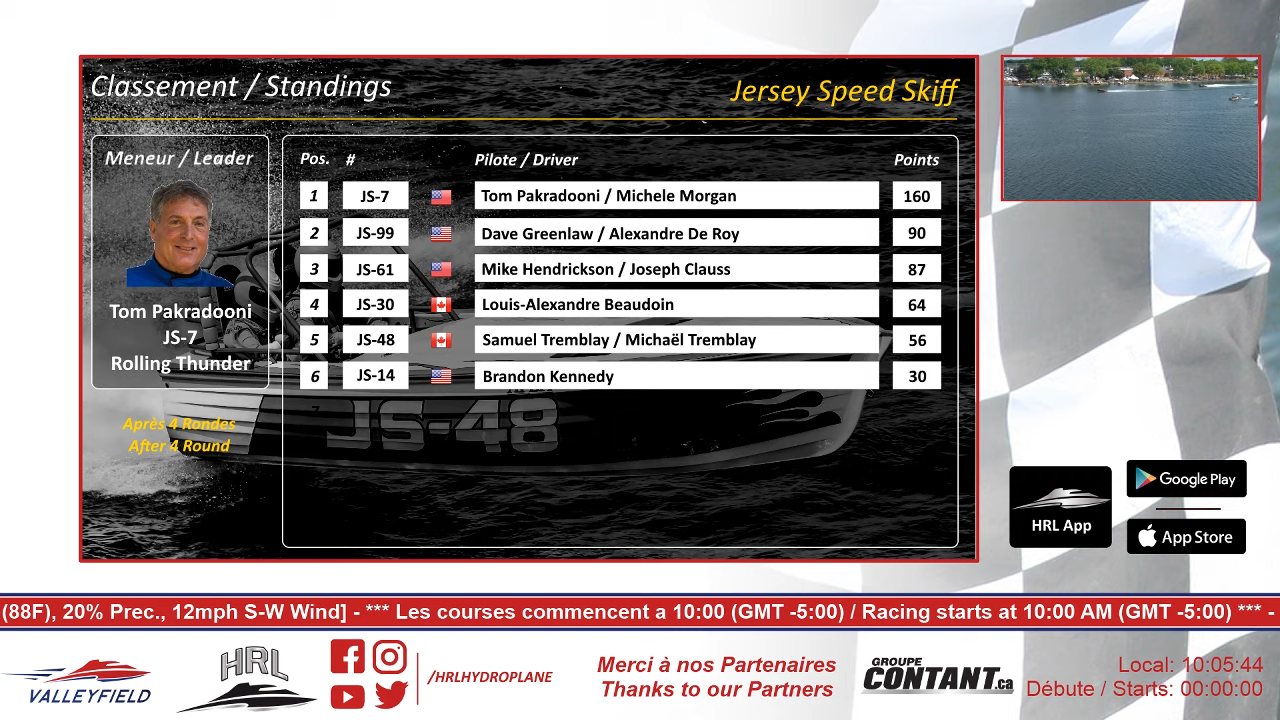 Classement / Standings
Jersey Speed Skiff
Meneur / Leader
Tom Pakradooni
JS-7
Rolling Thunder
Après 4 Rondes
After 4 Round
Pos. # Pilote / Driver Points
1 JS-7 Tom Pakradooni / Michele Morgan 160
2 JS-99 Dave Greenlaw / Alexandre De Roy 90
3 JS-61 Mike Hendrickson / Joseph Clauss 87
4 JS-30 Louis-Alexandre Beaudoin 64
5 JS-48 Samuel Tremblay / Michaël Tremblay 56
6 JS-14 Brandon Kennedy 30
JS-48
HRL App
Google Play
App Store
(88F), 20% Prec., 12mph S-W Wind] - *** Les courses commencent a 10:00 (GMT -5:00) / Racing starts at 10:00 AM (GMT -5:00) *** -
VALLEYFIELD
HRL
/HRLHYDROPLANE
Merci à nos Partenaires
Thanks to our Partners
GROUPE
CONTANT.ca
Local: 10:05:44
Débute / Starts: 00:00:00